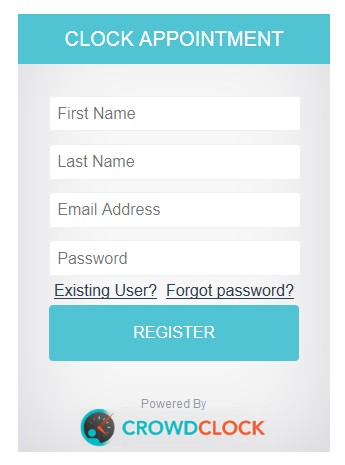 CLOCK APPOINTMENT
First Name
Last Name
Email Address
Password
Existing User? Forgot password?
REGISTER
Powered By
CROWDCLOCK